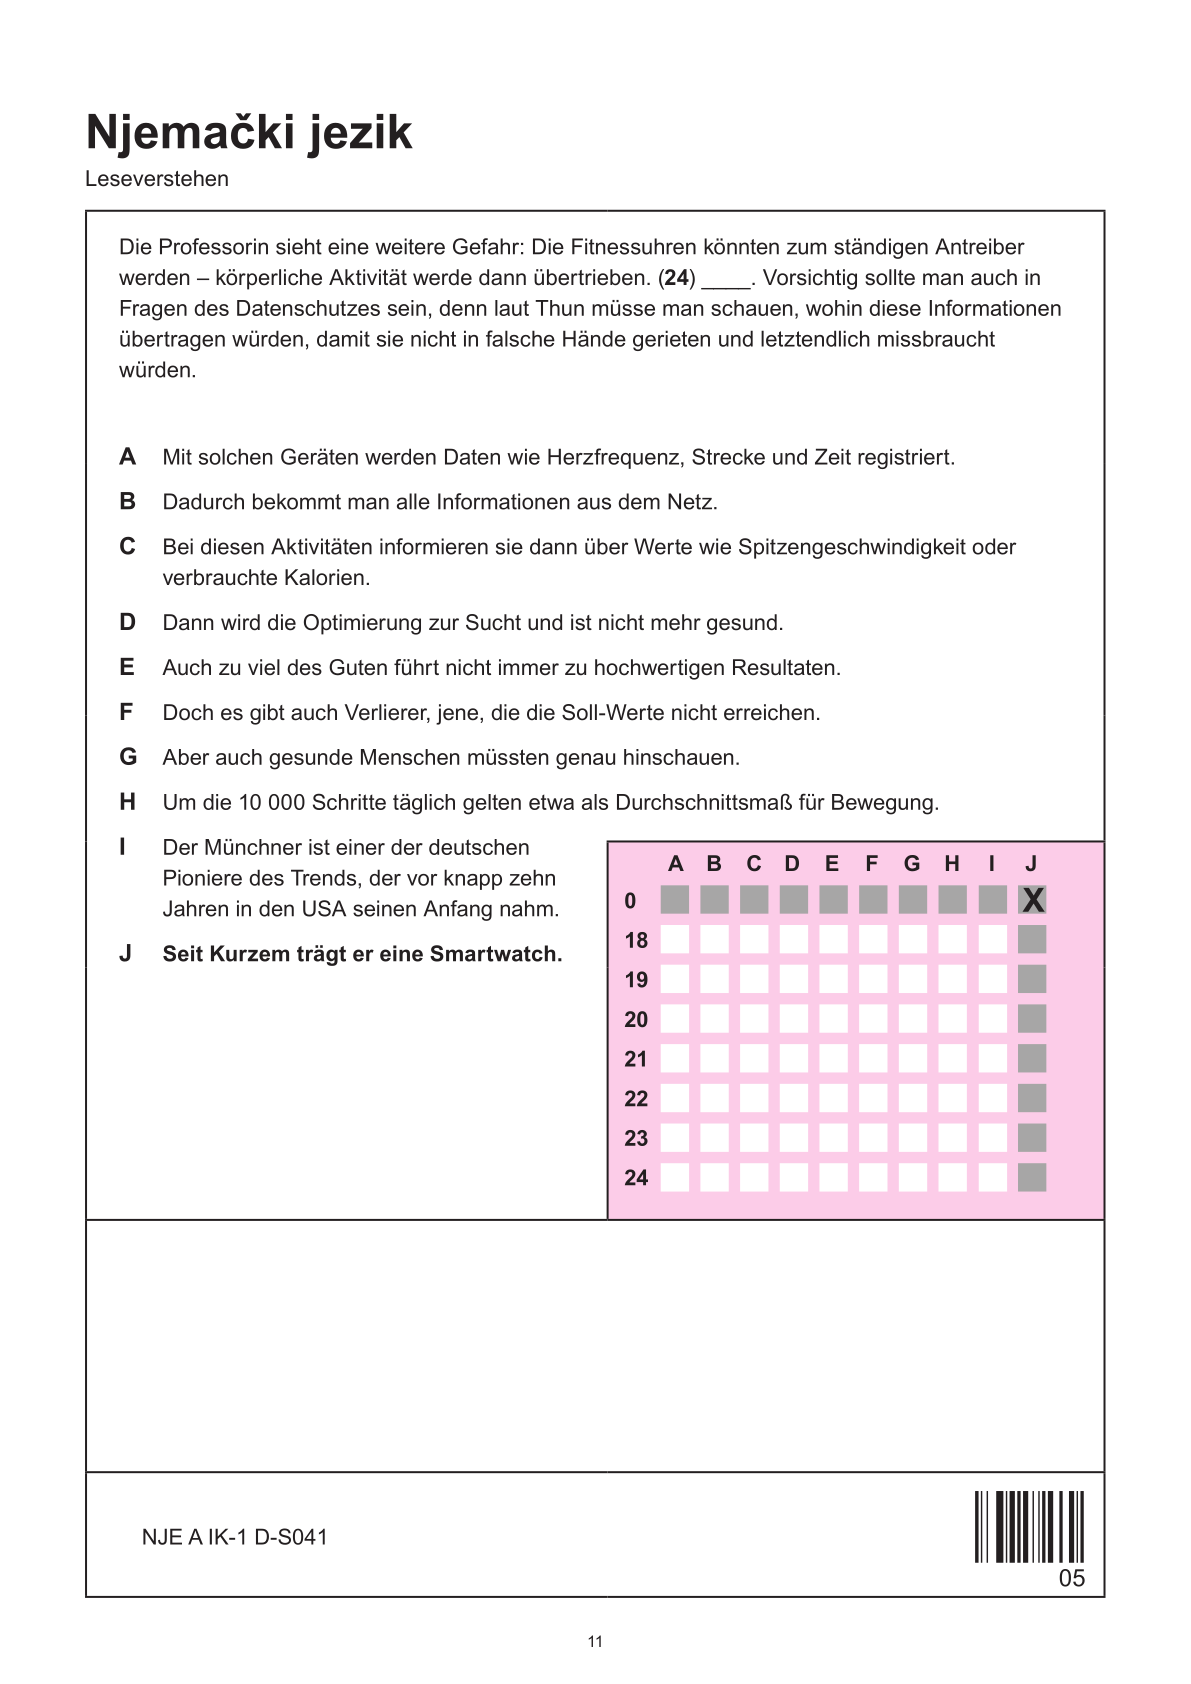 Njemački jezik
Leseverstehen
Die Professorin sieht eine weitere Gefahr: Die Fitnessuhren könnten zum ständigen Antreiber
werden – körperliche Aktivität werde dann übertrieben. (24) ____. Vorsichtig sollte man auch in
Fragen des Datenschutzes sein, denn laut Thun müsse man schauen, wohin diese Informationen
übertragen würden, damit sie nicht in falsche Hände gerieten und letztendlich missbraucht
würden.
A Mit solchen Geräten werden Daten wie Herzfrequenz, Strecke und Zeit registriert.
B Dadurch bekommt man alle Informationen aus dem Netz.
C Bei diesen Aktivitäten informieren sie dann über Werte wie Spitzengeschwindigkeit oder
verbrauchte Kalorien.
D Dann wird die Optimierung zur Sucht und ist nicht mehr gesund.
E Auch zu viel des Guten führt nicht immer zu hochwertigen Resultaten.
F Doch es gibt auch Verlierer, jene, die die Soll-Werte nicht erreichen.
G Aber auch gesunde Menschen müssten genau hinschauen.
H Um die 10 000 Schritte täglich gelten etwa als Durchschnittsmaß für Bewegung.
I Der Münchner ist einer der deutschen
Pioniere des Trends, der vor knapp zehn
Jahren in den USA seinen Anfang nahm.
J Seit Kurzem trägt er eine Smartwatch.
A B C D E F G H I J
0 X
18
19
20
21
22
23
24
NJE A IK-1 D-S041
05
11